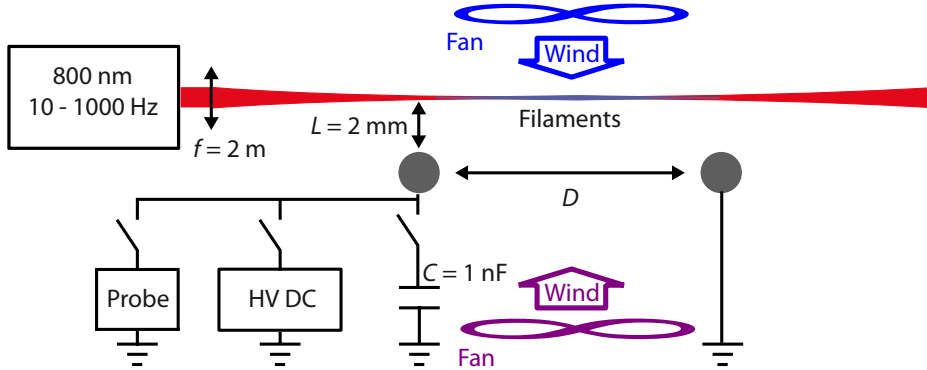 Fan
Wind
800 nm
10 - 1000 Hz
Filaments
L = 2 mm
f = 2 m
D
C = 1 nF
Probe
HV DC
Wind
Fan